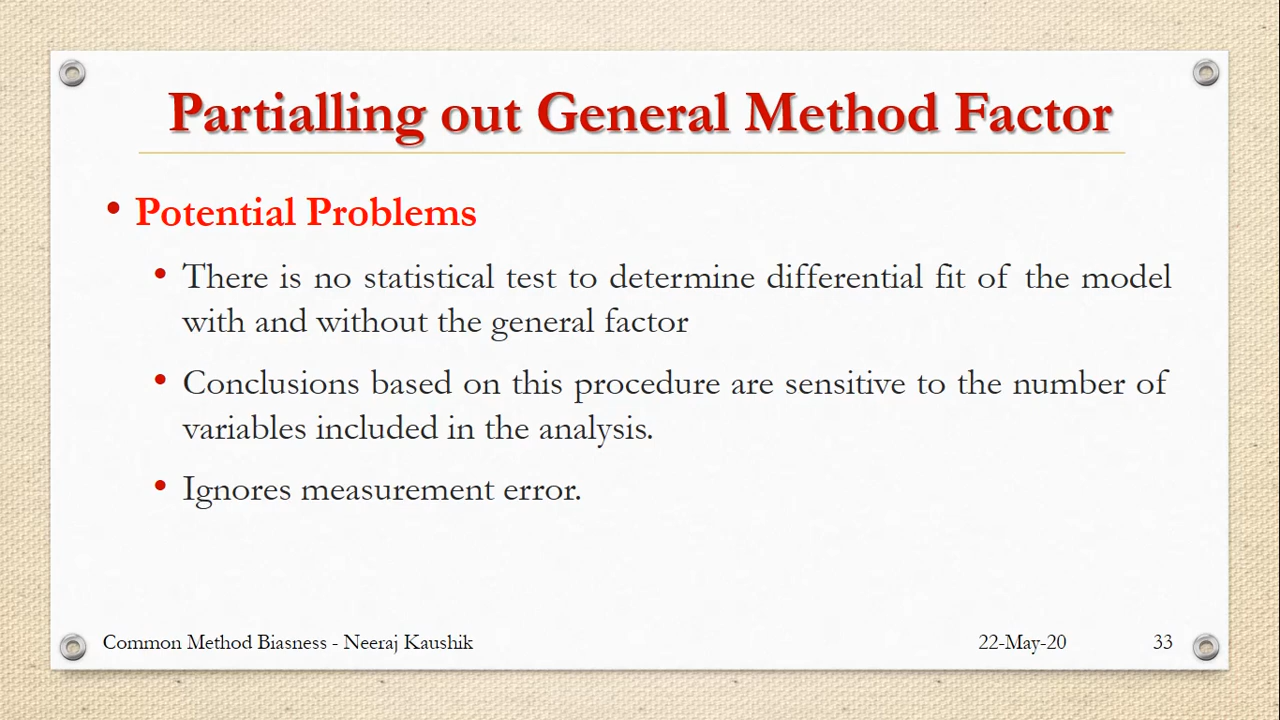 Partialling out General Method Factor
• Potential Problems
• There is no statistical test to determine differential fit of the model
with and without the general factor
• Conclusions based on this procedure are sensitive to the number of
variables included in the analysis.
• Ignores measurement error.
Common Method Biasness - Neeraj Kaushik 22-May-20 33